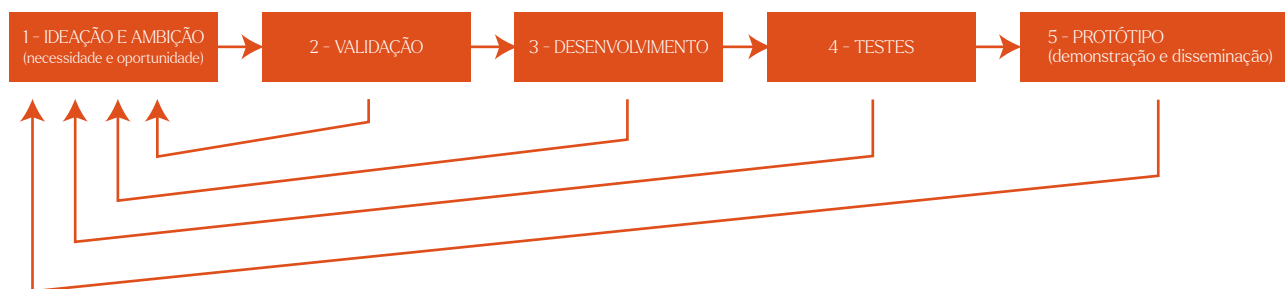 1 - IDEAÇÃO E AMBIÇÃO
(necessidade e oportunidade)
2 - VALIDAÇÃO
3 - DESENVOLVIMENTO
4 - TESTES
5 - PROTÓTIPO
(demonstração e disseminação)